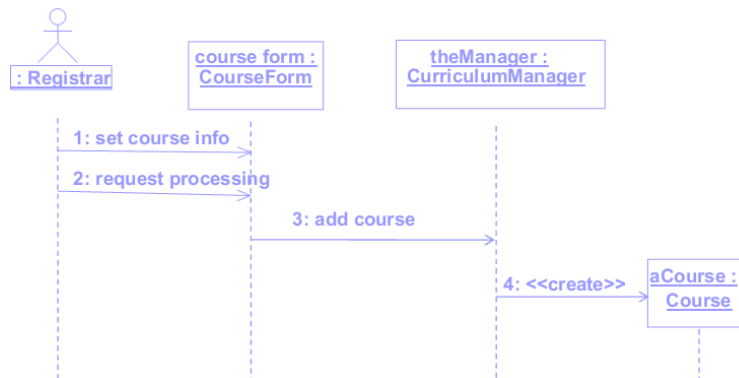 : Registrar
course form :
CourseForm
theManager :
CurriculumManager
1: set course info
2: request processing
3: add course
4: <<create>>
aCourse :
Course